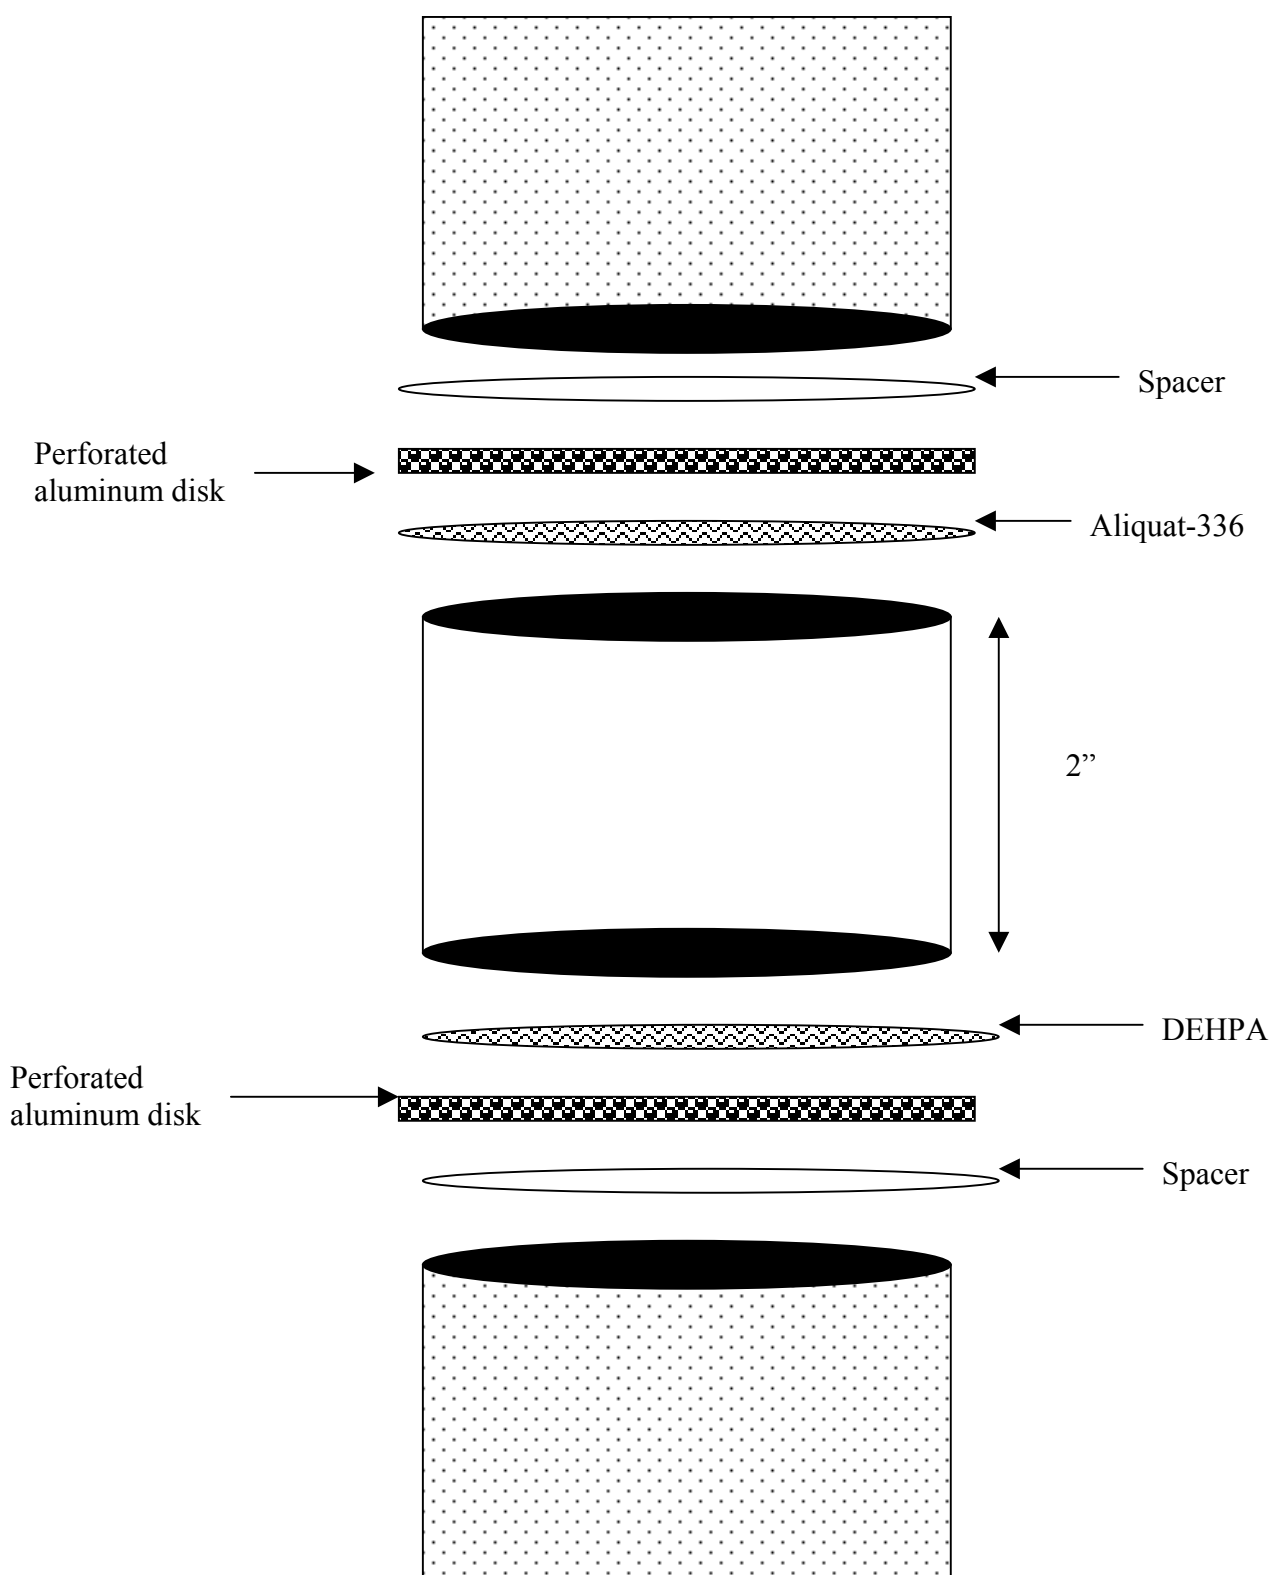 Spacer
Perforated
aluminum disk
Aliquat-336
2”
DEHPA
Perforated
aluminum disk
Spacer